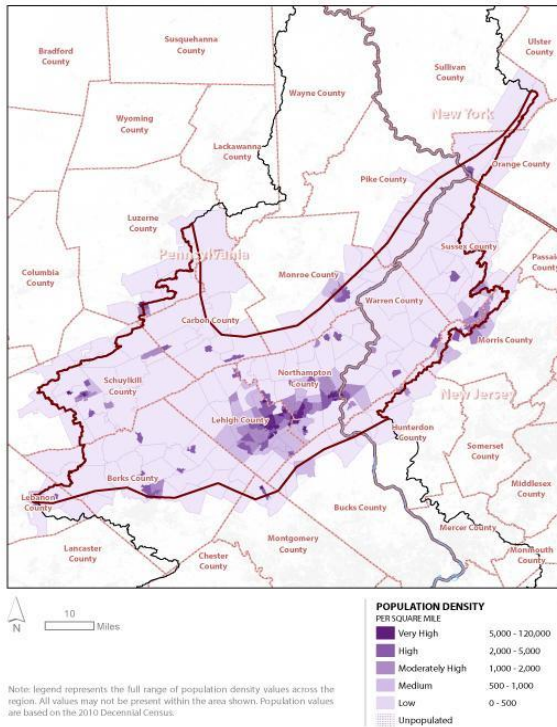 Susquehanna
County
Ulster
County
Bradford
County
Sullivan
County
Wayne County
New York
Wyoming
County
Lackawanna
County
Orange County
Pike County
Luzerne
County
Sussex County
Pennsylvania
Passaic
County
Columbia
County
Monroe County
Warren County
Carbon County
Morris County
Schuylkill
County
Northampton
County
New Jersey
Lehigh County
Hunterdon
County
Somerset
County
Berks County
Middlesex
County
Lebanon
County
Bucks County
Mercer County
Lancaster
County
Montgomery
County
Chester
County
Monmouth
County
N
10
Miles
POPULATION DENSITY
PER SQUARE MILE
Very High 5,000 - 120,000
High 2,000 - 5,000
Moderately High 1,000 - 2,000
Medium 500 - 1,000
Low 0 - 500
Unpopulated
Note: legend represents the full range of population density values across the
region. All values may not be present within the area shown. Population values
are based on the 2010 Decennial Census.